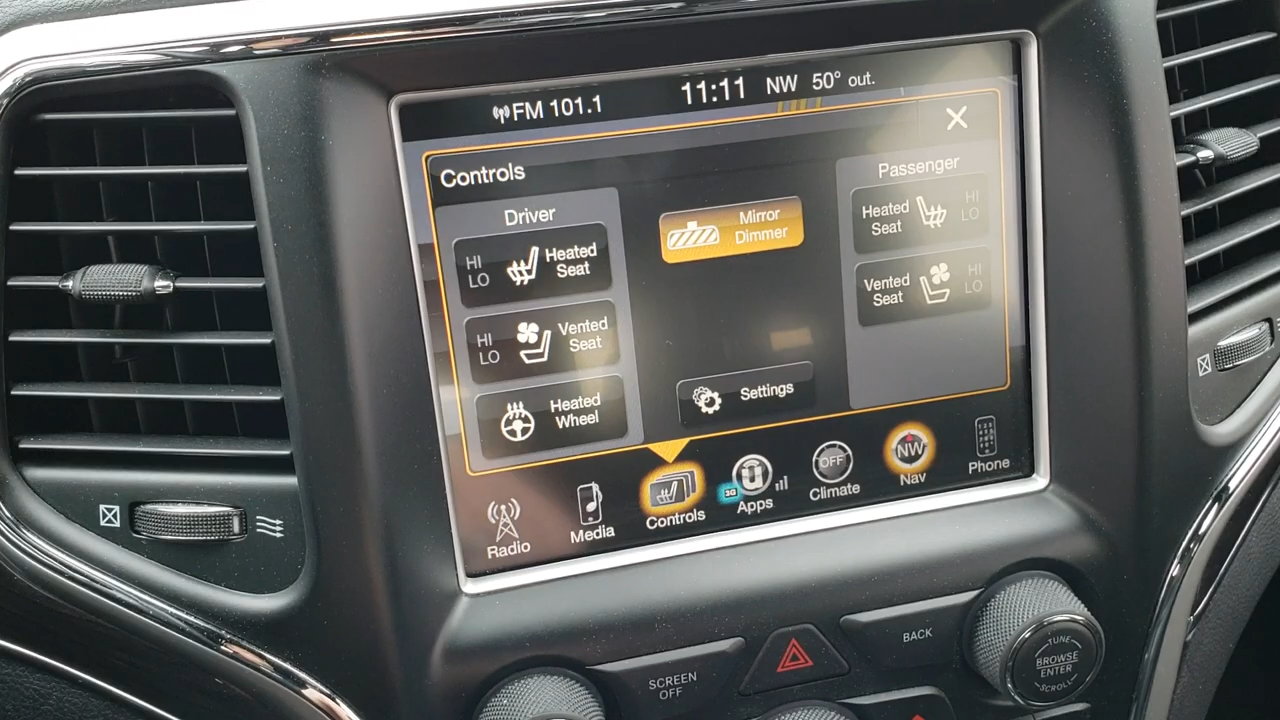 FM 101.1 11:11 NW 50° out.
Controls
Driver
HI
LO
Heated
Seat
HI
LO
Vented
Seat
Heated
Wheel
Mirror
Dimmer
Settings
Passenger
Heated
Seat
HI
LO
Vented
Seat
HI
LO
Radio
Media
Controls
3G
Apps
OFF
Climate
NW
Nav
Phone
SCREEN
OFF
BACK
TUNE
BROWSE
ENTER
SCROLL